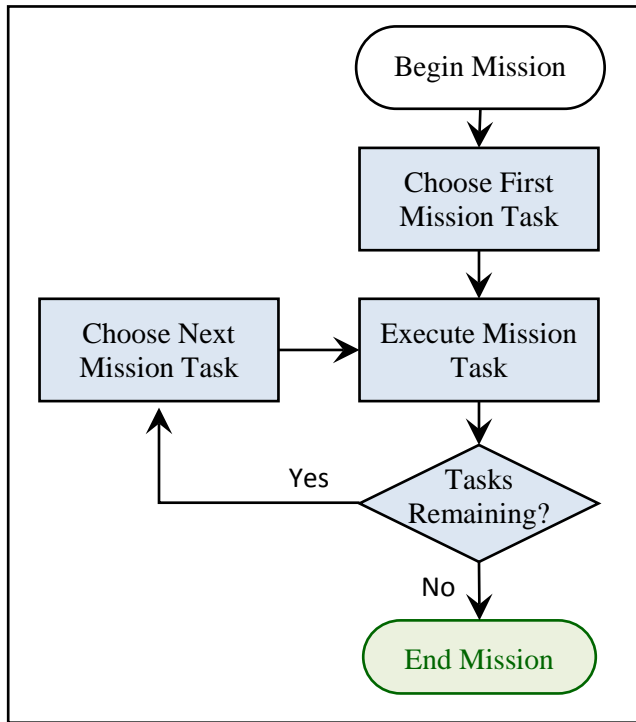 Begin Mission
Choose First
Mission Task
Choose Next
Mission Task
Execute Mission
Task
Yes
Tasks
Remaining?
No
End Mission